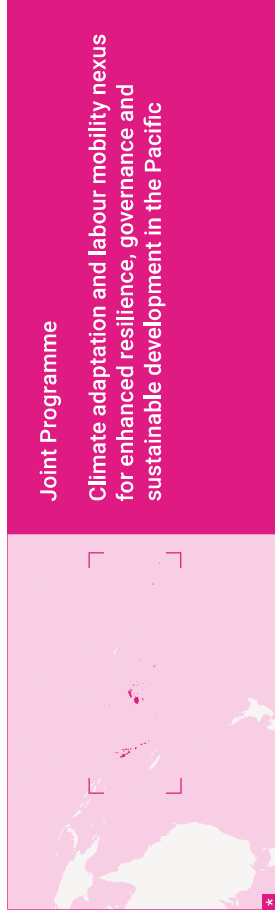 Joint Programme
Climate adaptation and labour mobility nexus
for enhanced resilience, governance and
sustainable development in the Pacific
*